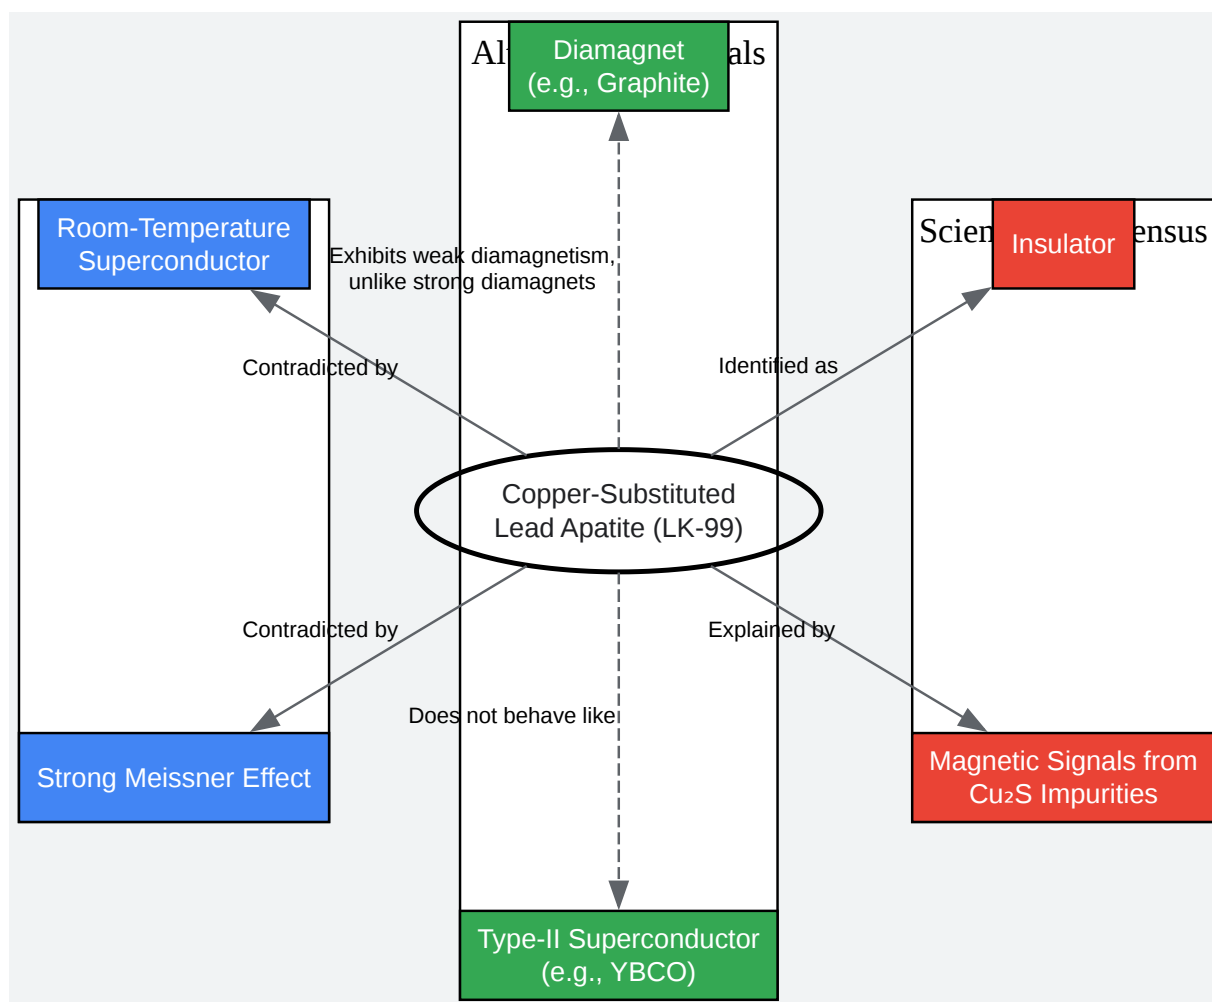 Diamagnet
(e.g., Graphite)
Room-Temperature
Superconductor
Exhibits weak diamagnetism,
unlike strong diamagnets
Insulator
Contradicted by
Identified as
Copper-Substituted
Lead Apatite (LK-99)
Contradicted by
Explained by
Does not behave like
Strong Meissner Effect
Magnetic Signals from
Cu₂S Impurities
Type-II Superconductor
(e.g., YBCO)